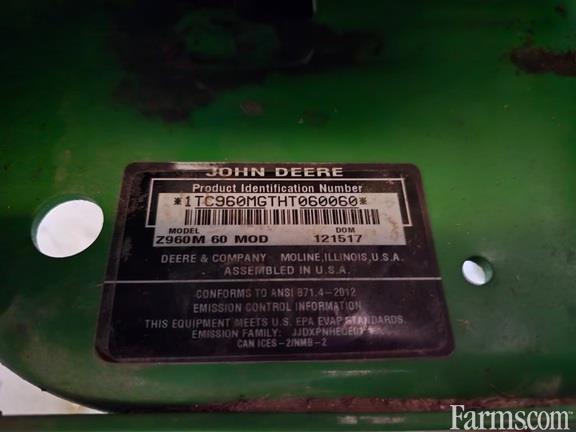 JOHN DEERE
Product Identification Number
*1TC960MGTHT060060*
MODEL DOM
Z960M 60 MOD 121517
DEERE & COMPANY MOLINE, ILLINOIS, U.S.A.
ASSEMBLED IN U.S.A.
CONFORMS TO ANSI B71.4-2012
EMISSION CONTROL INFORMATION
THIS EQUIPMENT MEETS U.S. EPA EVAP STANDARDS.
EMISSION FAMILY:
CAN ICES-2/NMB-2
Farms.com